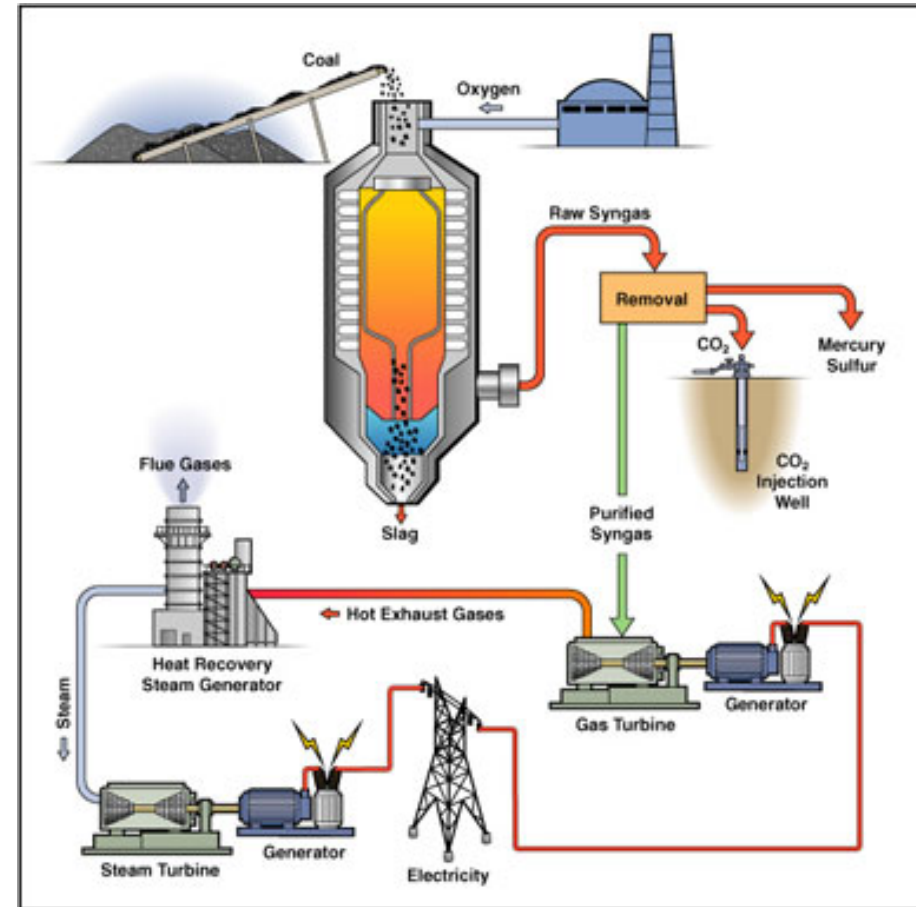 Coal
Oxygen
Raw Syngas
Removal
CO₂
Mercury
Sulfur
CO₂
Injection
Well
Flue Gases
Slag
Purified
Syngas
Hot Exhaust Gases
Heat Recovery
Steam Generator
Steam
Gas Turbine
Generator
Steam Turbine
Generator
Electricity